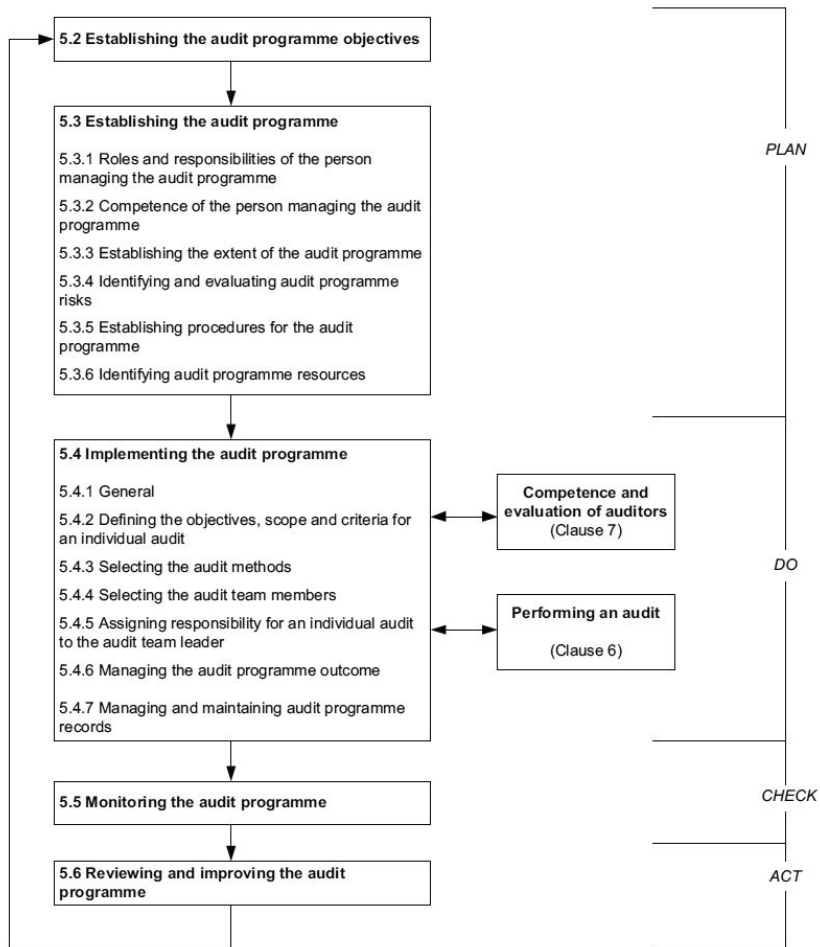 5.2 Establishing the audit programme objectives
5.3 Establishing the audit programme
5.3.1 Roles and responsibilities of the person
managing the audit programme
5.3.2 Competence of the person managing the audit
programme
5.3.3 Establishing the extent of the audit programme
5.3.4 Identifying and evaluating audit programme
risks
5.3.5 Establishing procedures for the audit
programme
5.3.6 Identifying audit programme resources
PLAN
5.4 Implementing the audit programme
5.4.1 General
5.4.2 Defining the objectives, scope and criteria for
an individual audit
5.4.3 Selecting the audit methods
5.4.4 Selecting the audit team members
5.4.5 Assigning responsibility for an individual audit
to the audit team leader
5.4.6 Managing the audit programme outcome
5.4.7 Managing and maintaining audit programme
records
Competence and
evaluation of auditors
(Clause 7)
Performing an audit
(Clause 6)
DO
5.5 Monitoring the audit programme
CHECK
5.6 Reviewing and improving the audit
programme
ACT